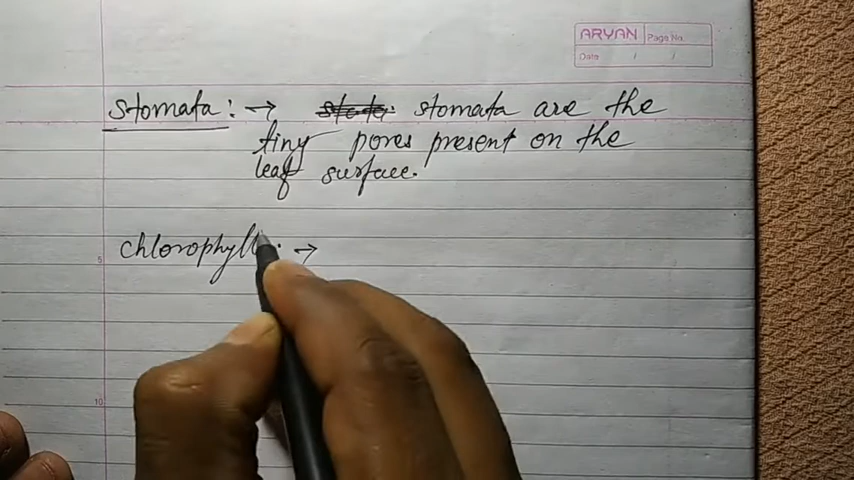 ARYAN Page No.
Date / /
stomata :→ stomata are the
tiny pores present on the
leaf surface.
5
chlorophyll : →
10